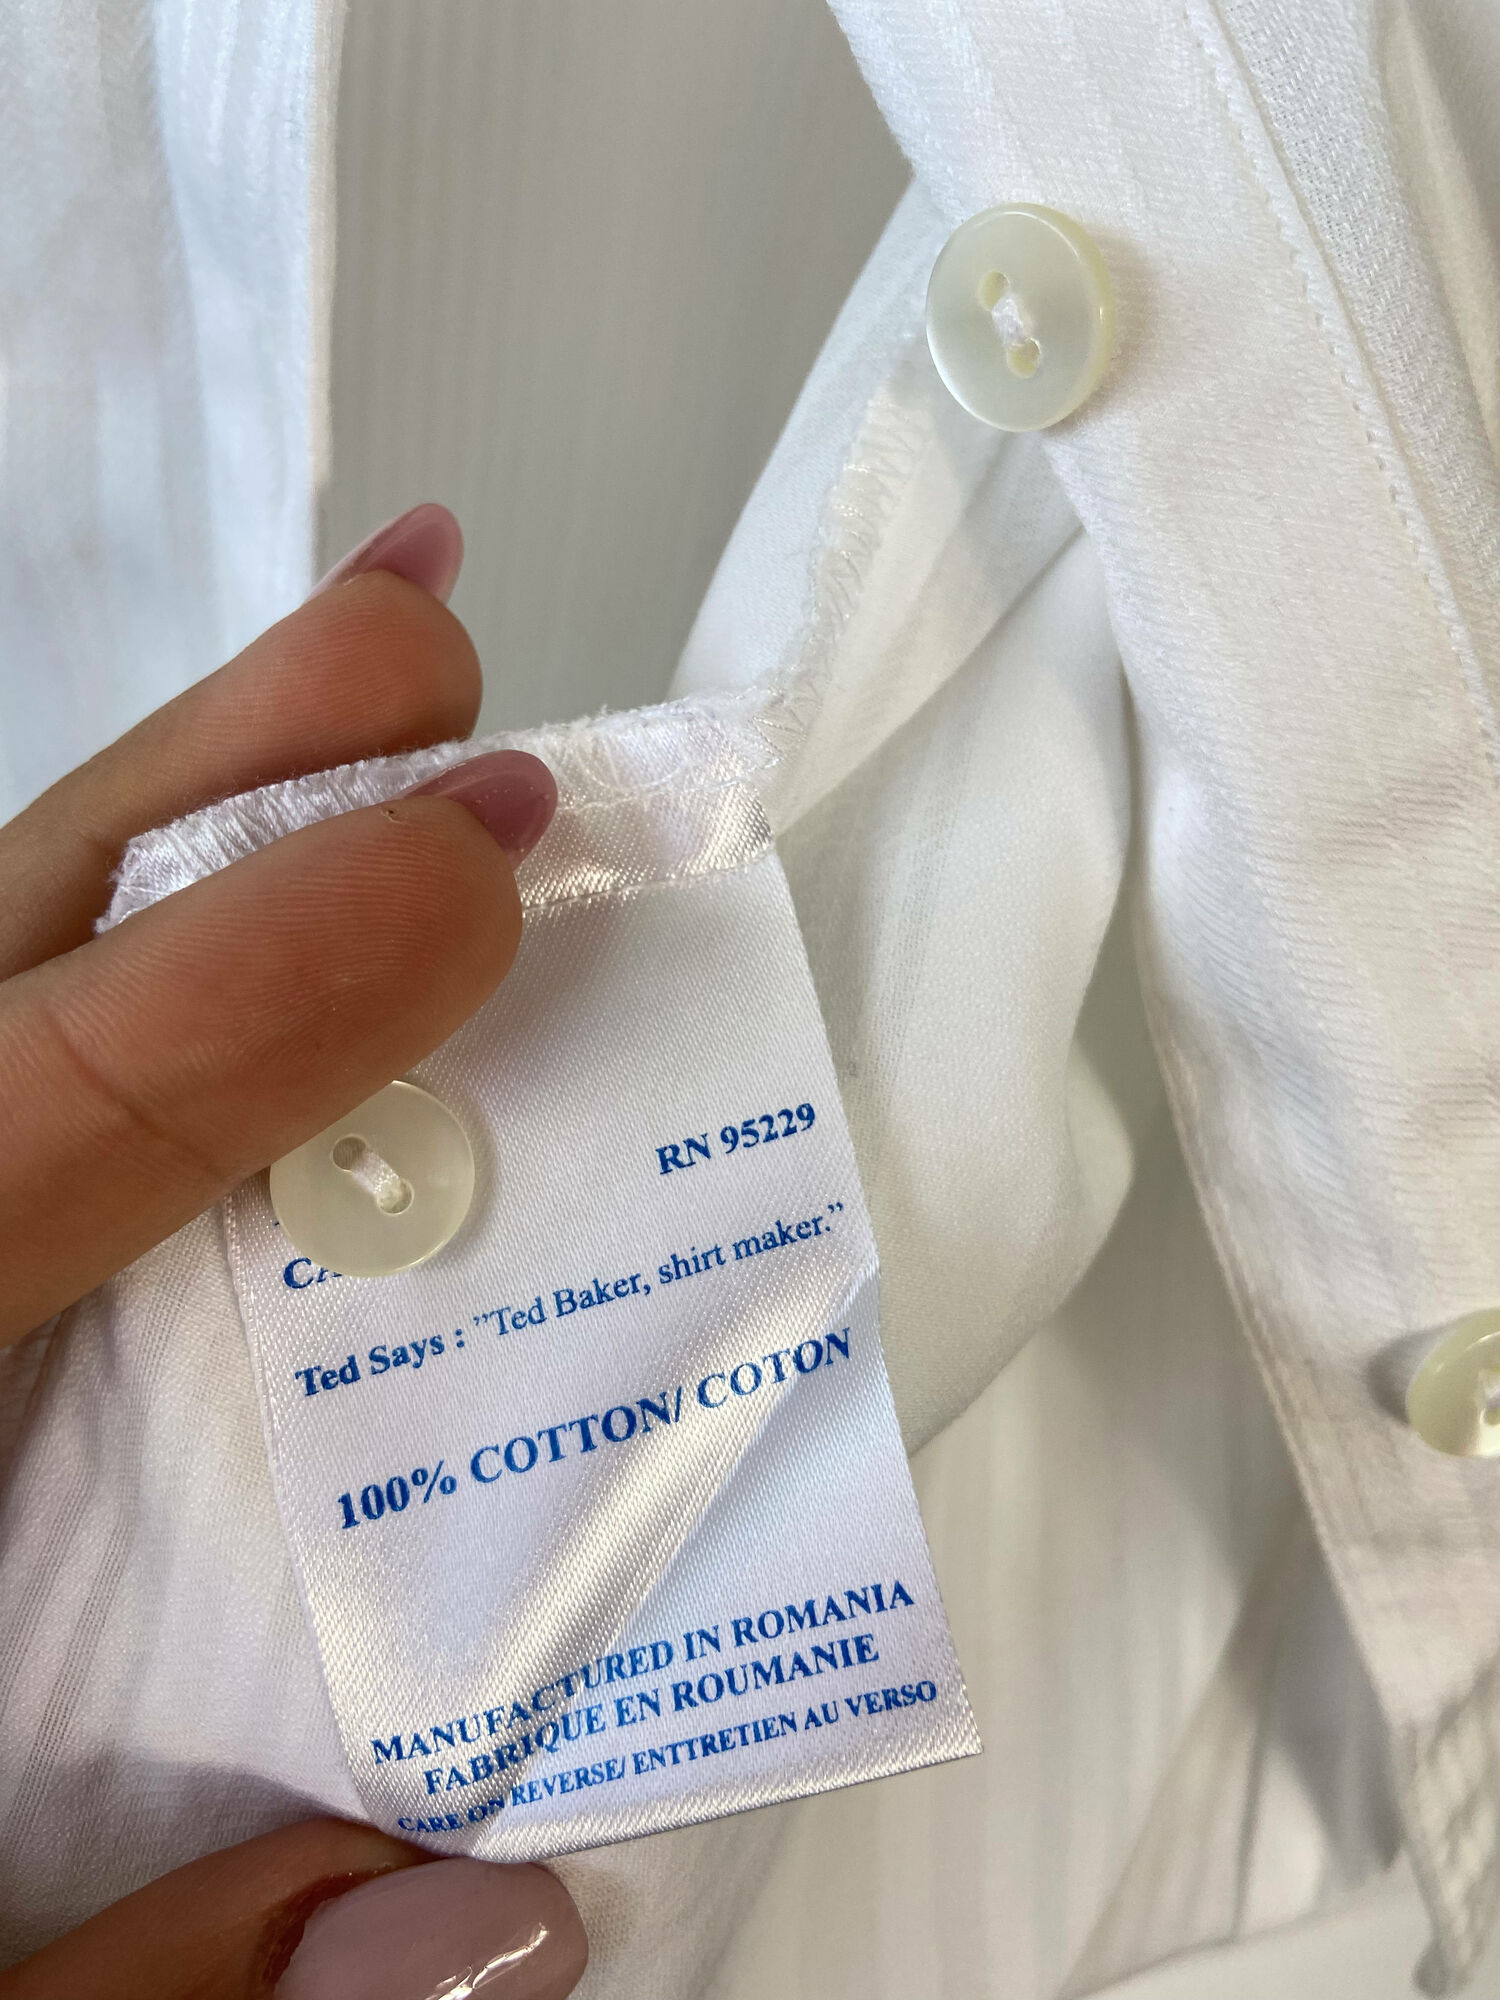 RN 95229
Ted Says : ”Ted Baker, shirt maker.”
100% COTTON/ COTON
MANUFACTURED IN ROMANIA
FABRIQUE EN ROUMANIE
CARE ON REVERSE/ ENTTRETIEN AU VERSO